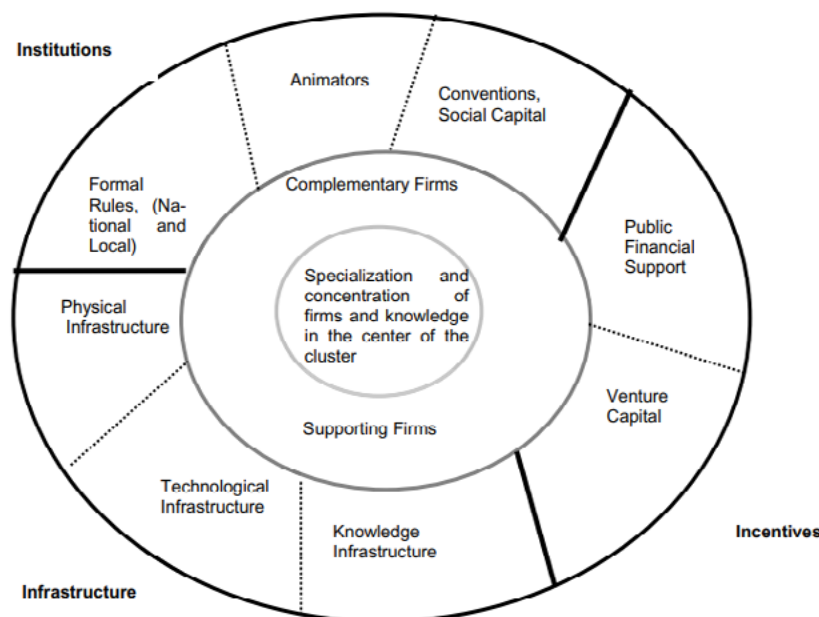 Institutions
Animators
Conventions,
Social Capital
Formal
Rules, (Na-
tional and
Local)
Complementary Firms
Public
Financial
Support
Physical
Infrastructure
Specialization and
concentration of
firms and knowledge
in the center of the
cluster
Venture
Capital
Supporting Firms
Technological
Infrastructure
Knowledge
Infrastructure
Incentives
Infrastructure